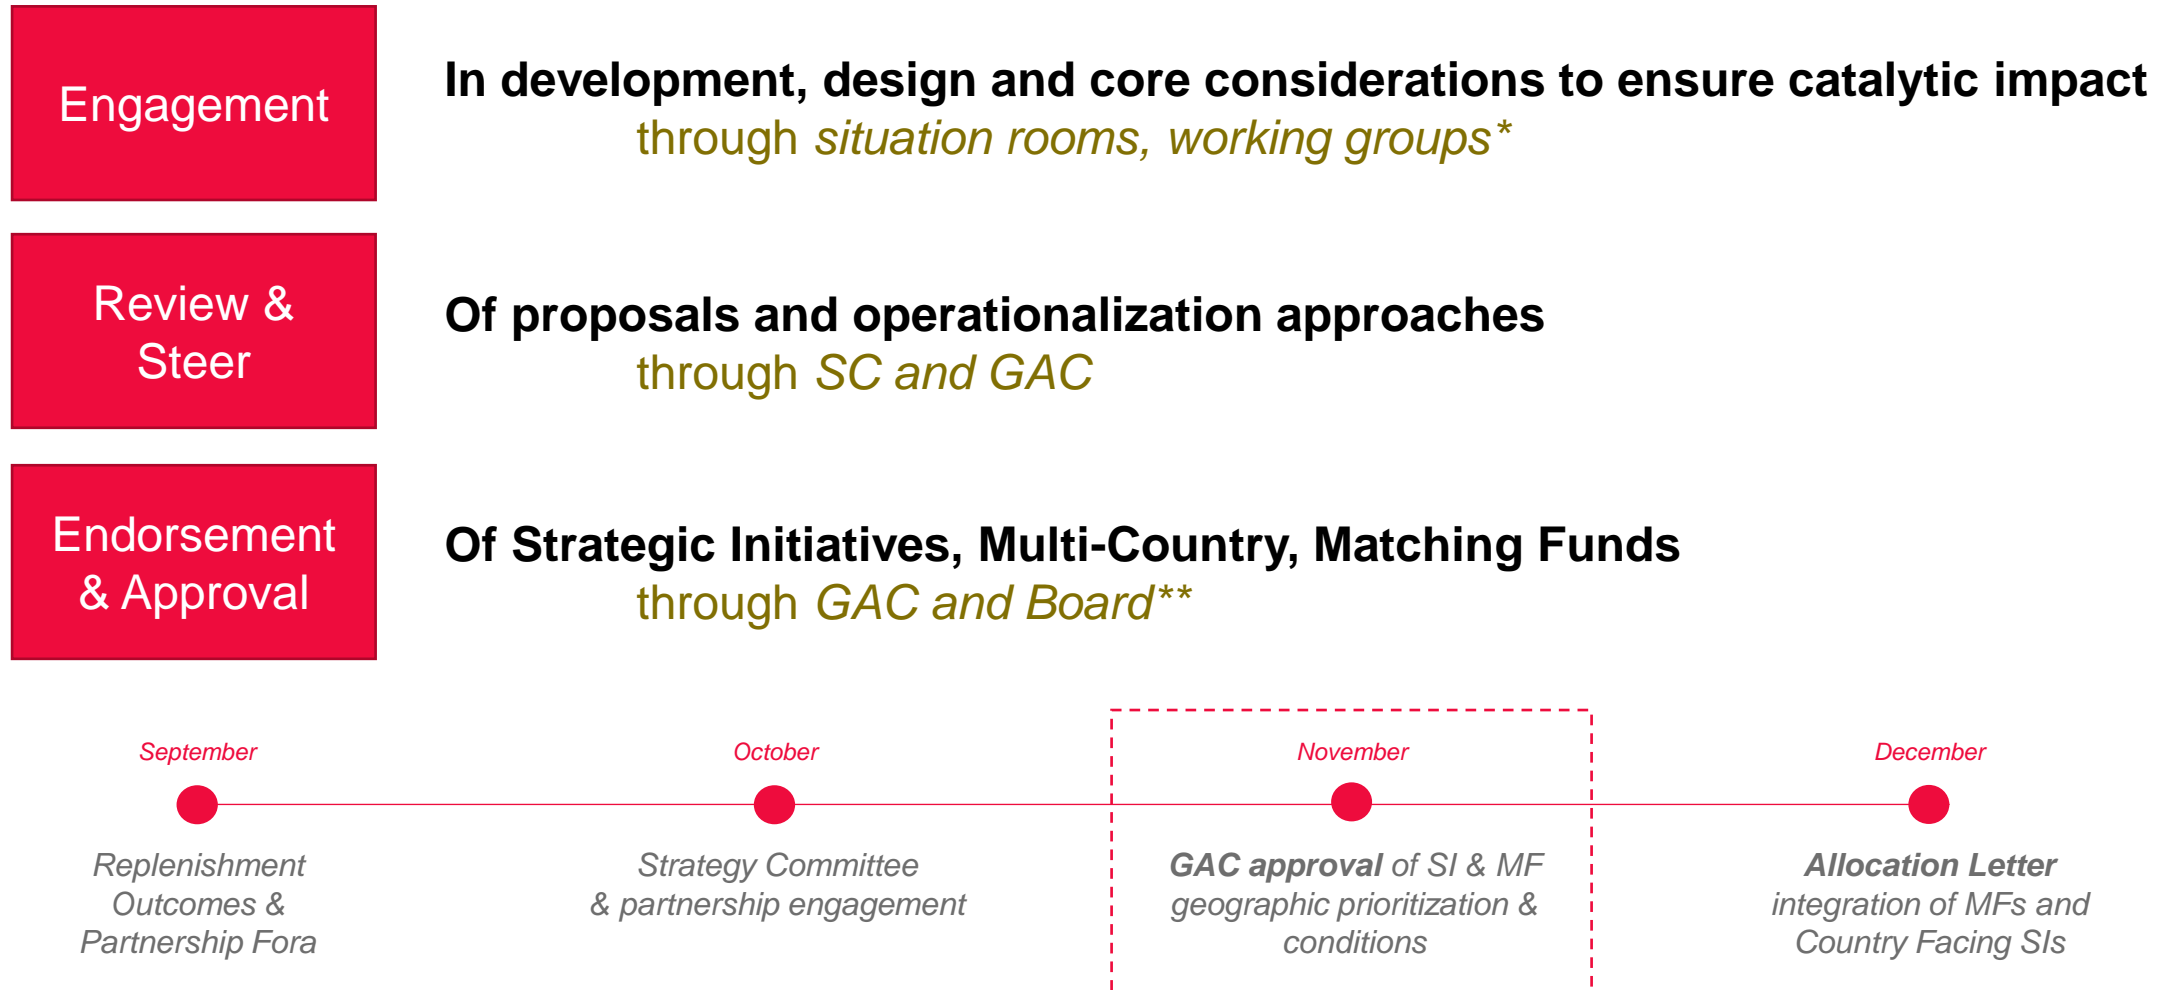 Engagement
In development, design and core considerations to ensure catalytic impact
through situation rooms, working groups*
Review &
Steer
Of proposals and operationalization approaches
through SC and GAC
Endorsement
& Approval
Of Strategic Initiatives, Multi-Country, Matching Funds
through GAC and Board**
September
Replenishment
Outcomes &
Partnership Fora
October
Strategy Committee
& partnership engagement
November
GAC approval of SI & MF
geographic prioritization &
conditions
December
Allocation Letter
integration of MFs and
Country Facing SIs